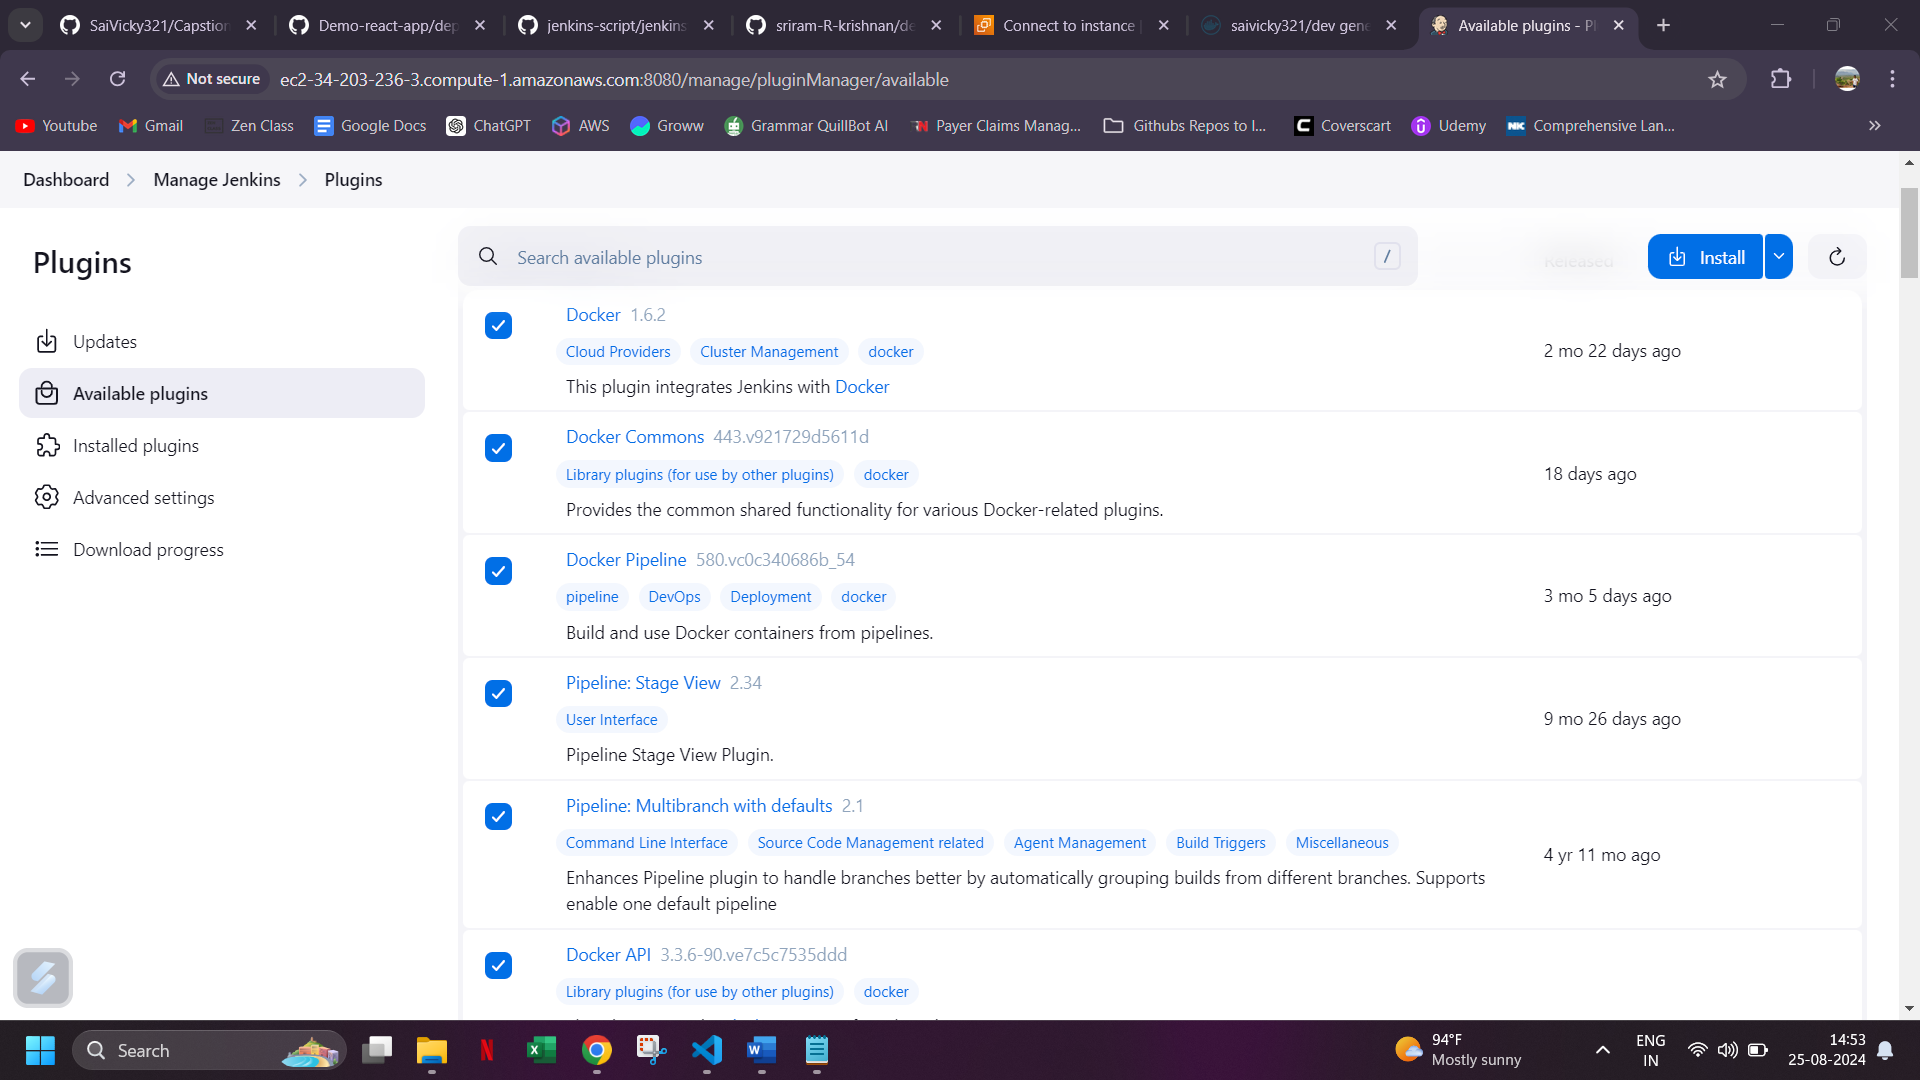 SaiVicky321/Capstion
Demo-react-app/dep
jenkins-script/jenkins
sriram-R-krishnan/de
Connect to instance |
saivicky321/dev gene
Available plugins - Pl
Not secure
ec2-34-203-236-3.compute-1.amazonaws.com:8080/manage/pluginManager/available
Youtube
Gmail
Zen Class
Google Docs
ChatGPT
AWS
Groww
Grammar QuillBot AI
Payer Claims Manag...
Githubs Repos to I...
Coverscart
Udemy
Comprehensive Lan...
Dashboard
Manage Jenkins
Plugins
Plugins
Updates
Available plugins
Installed plugins
Advanced settings
Download progress
Search available plugins
/
Released
Install
Docker 1.6.2
Cloud Providers Cluster Management docker
This plugin integrates Jenkins with Docker
2 mo 22 days ago
Docker Commons 443.v921729d5611d
Library plugins (for use by other plugins) docker
Provides the common shared functionality for various Docker-related plugins.
18 days ago
Docker Pipeline 580.vc0c340686b_54
pipeline DevOps Deployment docker
Build and use Docker containers from pipelines.
3 mo 5 days ago
Pipeline: Stage View 2.34
User Interface
Pipeline Stage View Plugin.
9 mo 26 days ago
Pipeline: Multibranch with defaults 2.1
Command Line Interface Source Code Management related Agent Management Build Triggers Miscellaneous
Enhances Pipeline plugin to handle branches better by automatically grouping builds from different branches. Supports
enable one default pipeline
4 yr 11 mo ago
Docker API 3.3.6-90.ve7c5c7535ddd
Library plugins (for use by other plugins) docker
Search
94°F
Mostly sunny
ENG
IN
14:53
25-08-2024